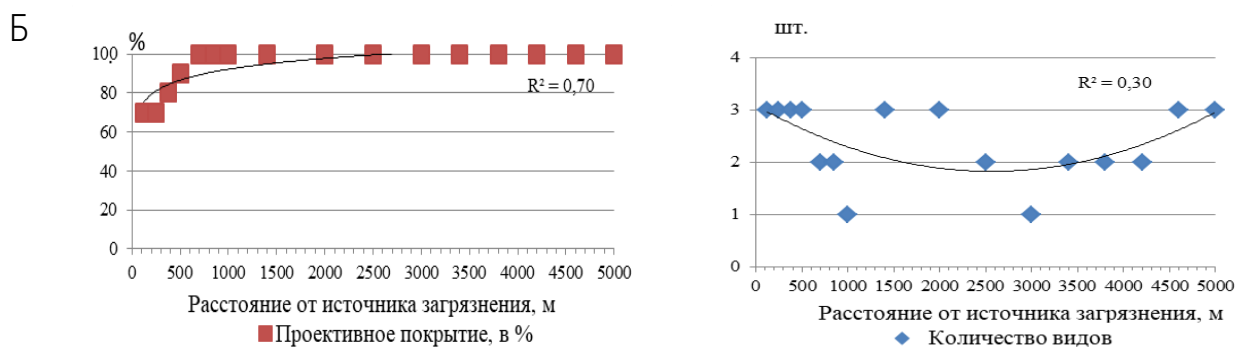 Б
%
100
80
60
40
20
0
R² = 0,70
0 500 1000 1500 2000 2500 3000 3500 4000 4500 5000
Расстояние от источника загрязнения, м
Проективное покрытие, в %
шт.
4
3
2
1
0
R² = 0,30
0 500 1000 1500 2000 2500 3000 3500 4000 4500 5000
Расстояние от источника загрязнения, м
Количество видов